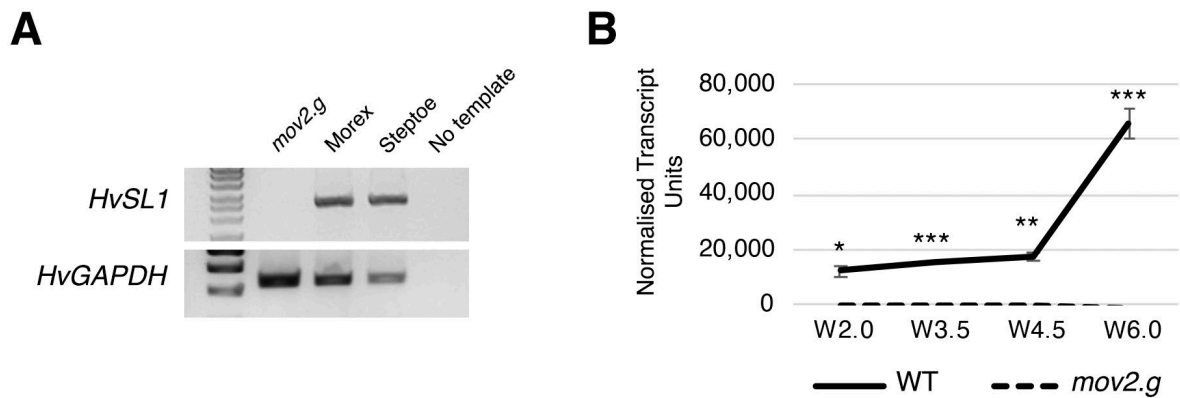 A
mov2.g
Morex
Steptoe
No template
HvSL1
HvGAPDH
B
Normalised Transcript
Units
80,000
60,000
40,000
20,000
0
*
***
**
***
W2.0
W3.5
W4.5
W6.0
WT
mov2.g